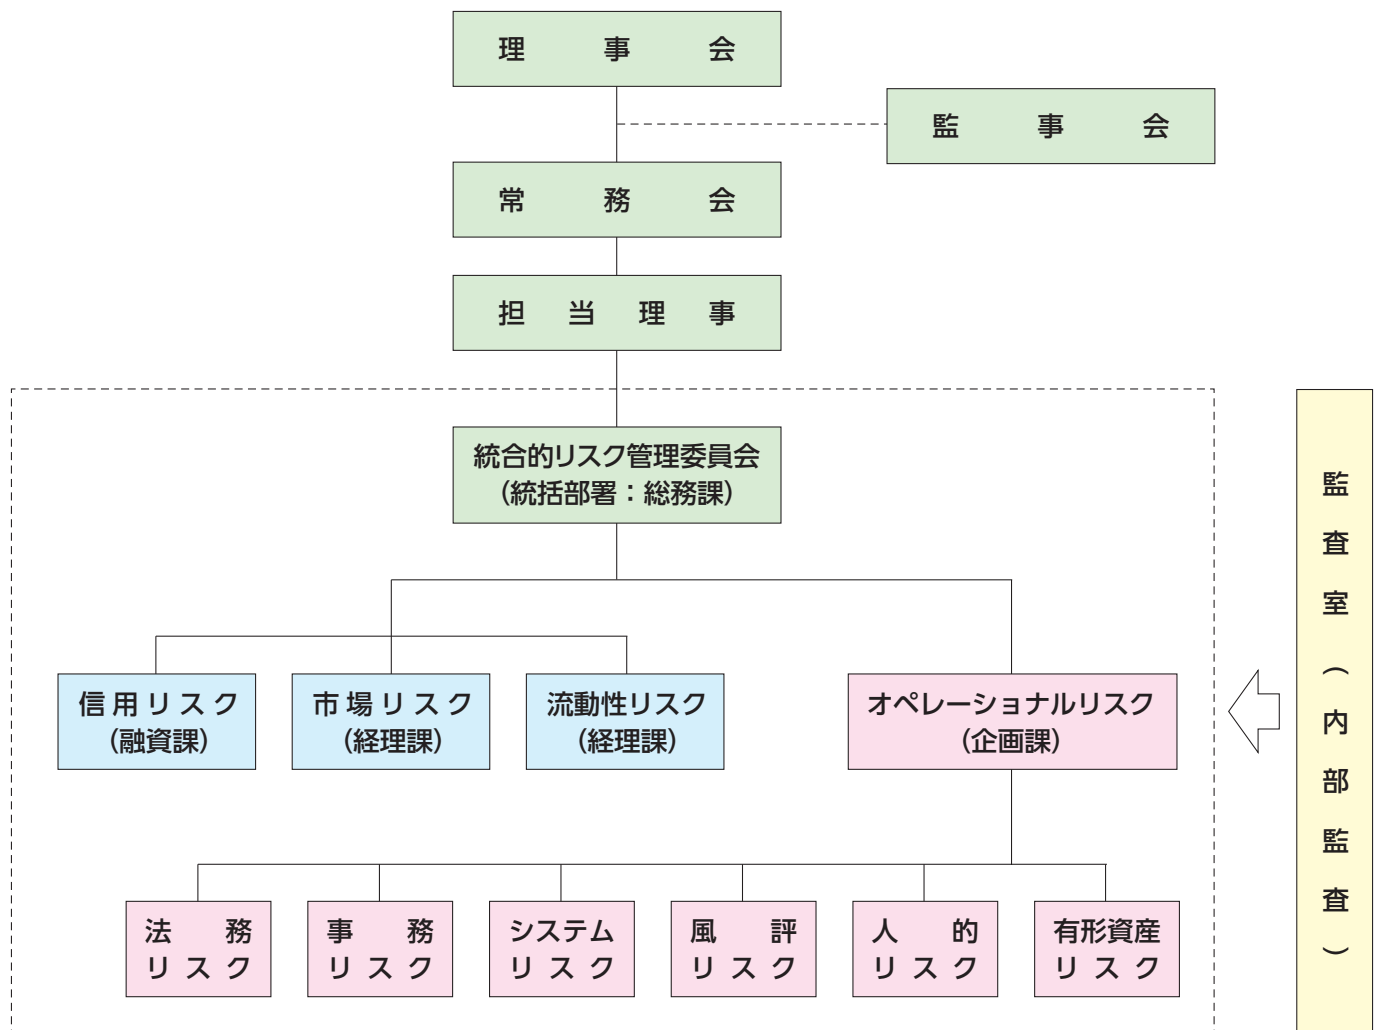 理事会
監事会
常務会
担当理事
統合的リスク管理委員会
(統括部署：総務課)
信用リスク
(融資課)
市場リスク
(経理課)
流動性リスク
(経理課)
オペレーショナルリスク
(企画課)
法務
リスク
事務
リスク
システム
リスク
風評
リスク
人的
リスク
有形資産
リスク
監査室(内部監査)